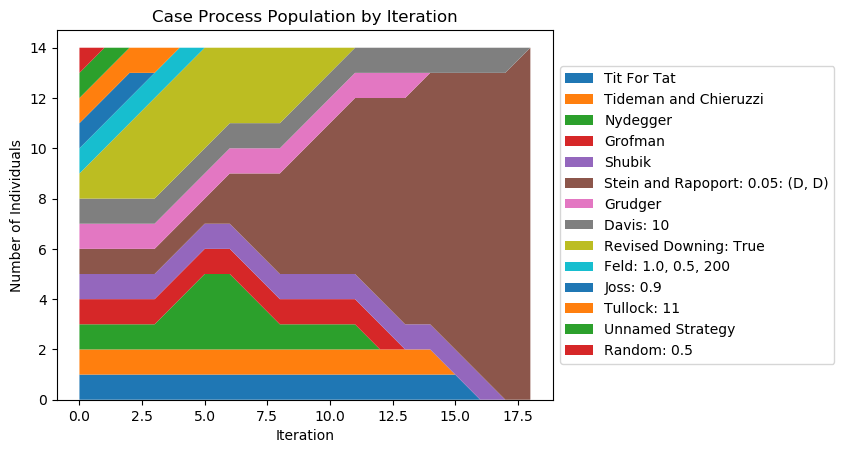 Case Process Population by Iteration
Number of Individuals
14
12
10
8
6
4
2
0
0.0 2.5 5.0 7.5 10.0 12.5 15.0 17.5
Iteration
Tit For Tat
Tideman and Chieruzzi
Nydegger
Grofman
Shubik
Stein and Rapoport: 0.05: (D, D)
Grudger
Davis: 10
Revised Downing: True
Feld: 1.0, 0.5, 200
Joss: 0.9
Tullock: 11
Unnamed Strategy
Random: 0.5